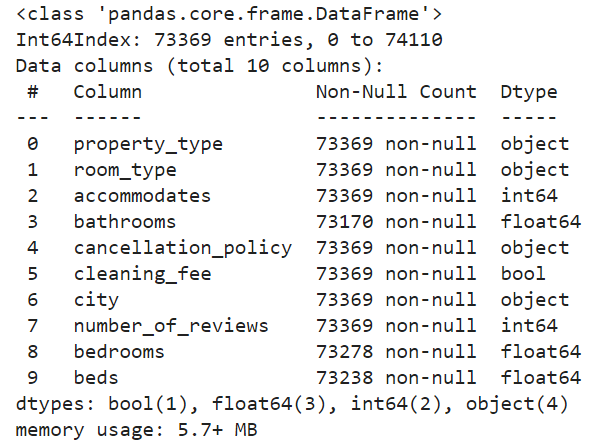 <class 'pandas.core.frame.DataFrame'>
Int64Index: 73369 entries, 0 to 74110
Data columns (total 10 columns):
 #   Column               Non-Null Count  Dtype
---  ------               --------------  -----
 0   property_type        73369 non-null  object
 1   room_type            73369 non-null  object
 2   accommodates         73369 non-null  int64
 3   bathrooms            73170 non-null  float64
 4   cancellation_policy  73369 non-null  object
 5   cleaning_fee         73369 non-null  bool
 6   city                 73369 non-null  object
 7   number_of_reviews    73369 non-null  int64
 8   bedrooms             73278 non-null  float64
 9   beds                 73238 non-null  float64
dtypes: bool(1), float64(3), int64(2), object(4)
memory usage: 5.7+ MB